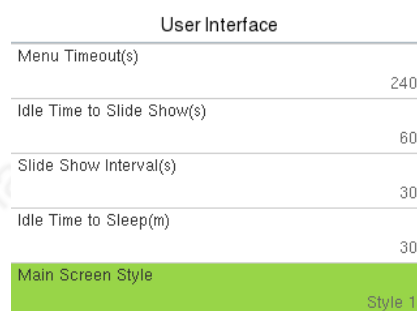 User Interface
Menu Timeout(s)
240
Idle Time to Slide Show(s)
60
Slide Show Interval(s)
30
Idle Time to Sleep(m)
30
Main Screen Style
Style 1